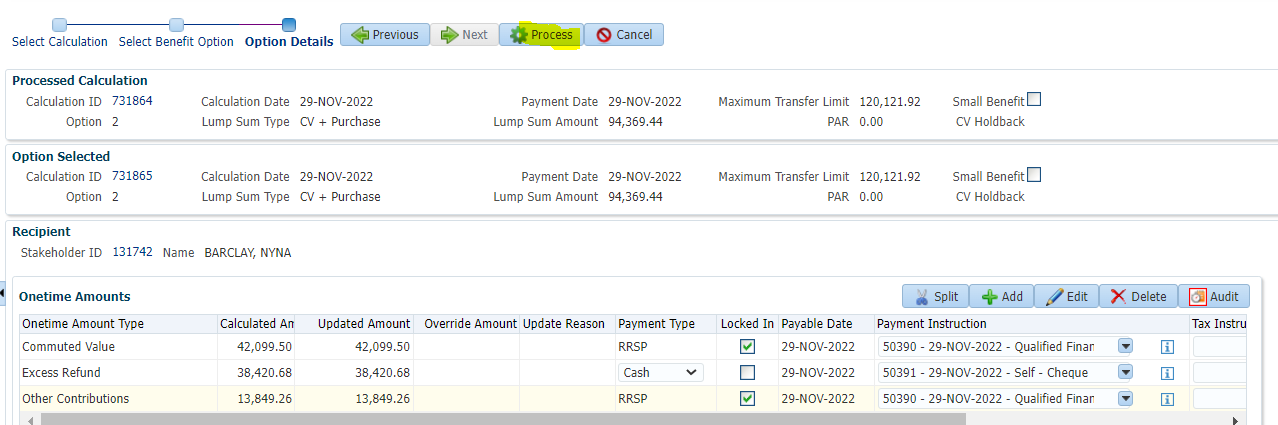 Select Calculation Select Benefit Option Option Details Previous Next Process Cancel
Processed Calculation
Calculation ID 731864 Calculation Date 29-NOV-2022 Payment Date 29-NOV-2022 Maximum Transfer Limit 120,121.92 Small Benefit
Option 2 Lump Sum Type CV + Purchase Lump Sum Amount 94,369.44 PAR 0.00 CV Holdback
Option Selected
Calculation ID 731865 Calculation Date 29-NOV-2022 Payment Date 29-NOV-2022 Maximum Transfer Limit 120,121.92 Small Benefit
Option 2 Lump Sum Type CV + Purchase Lump Sum Amount 94,369.44 PAR 0.00 CV Holdback
Recipient
Stakeholder ID 131742 Name BARCLAY, NYNA
Onetime Amounts Split Add Edit Delete Audit
Onetime Amount Type Calculated Am Updated Amount Override Amount Update Reason Payment Type Locked In Payable Date Payment Instruction Tax Instru
Commuted Value 42,099.50 42,099.50 RRSP 29-NOV-2022 50390 - 29-NOV-2022 - Qualified Finan
Excess Refund 38,420.68 38,420.68 Cash 29-NOV-2022 50391 - 29-NOV-2022 - Self - Cheque
Other Contributions 13,849.26 13,849.26 RRSP 29-NOV-2022 50390 - 29-NOV-2022 - Qualified Finan